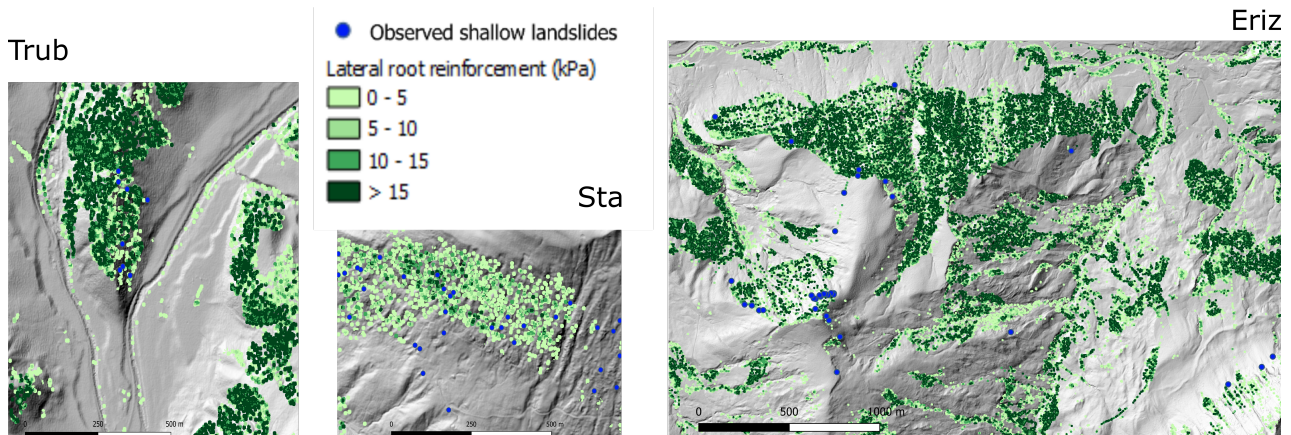 Trub
Observed shallow landslides
Lateral root reinforcement (kPa)
0 - 5
5 - 10
10 - 15
> 15
Sta
Eriz
0 250 500 m
0 250 500 m
0 500 1000 m